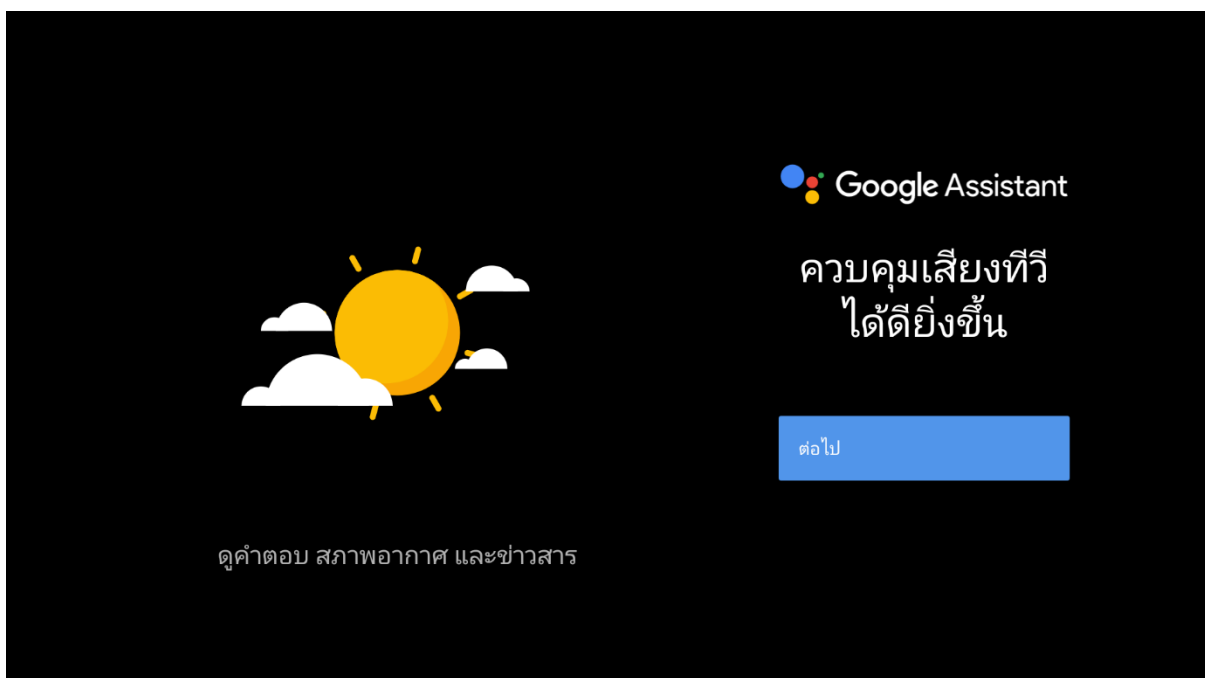 Google Assistant
ควบคุมเสียงทีวี
ได้ดียิ่งขึ้น
ต่อไป
ดูคำตอบ สภาพอากาศ และข่าวสาร